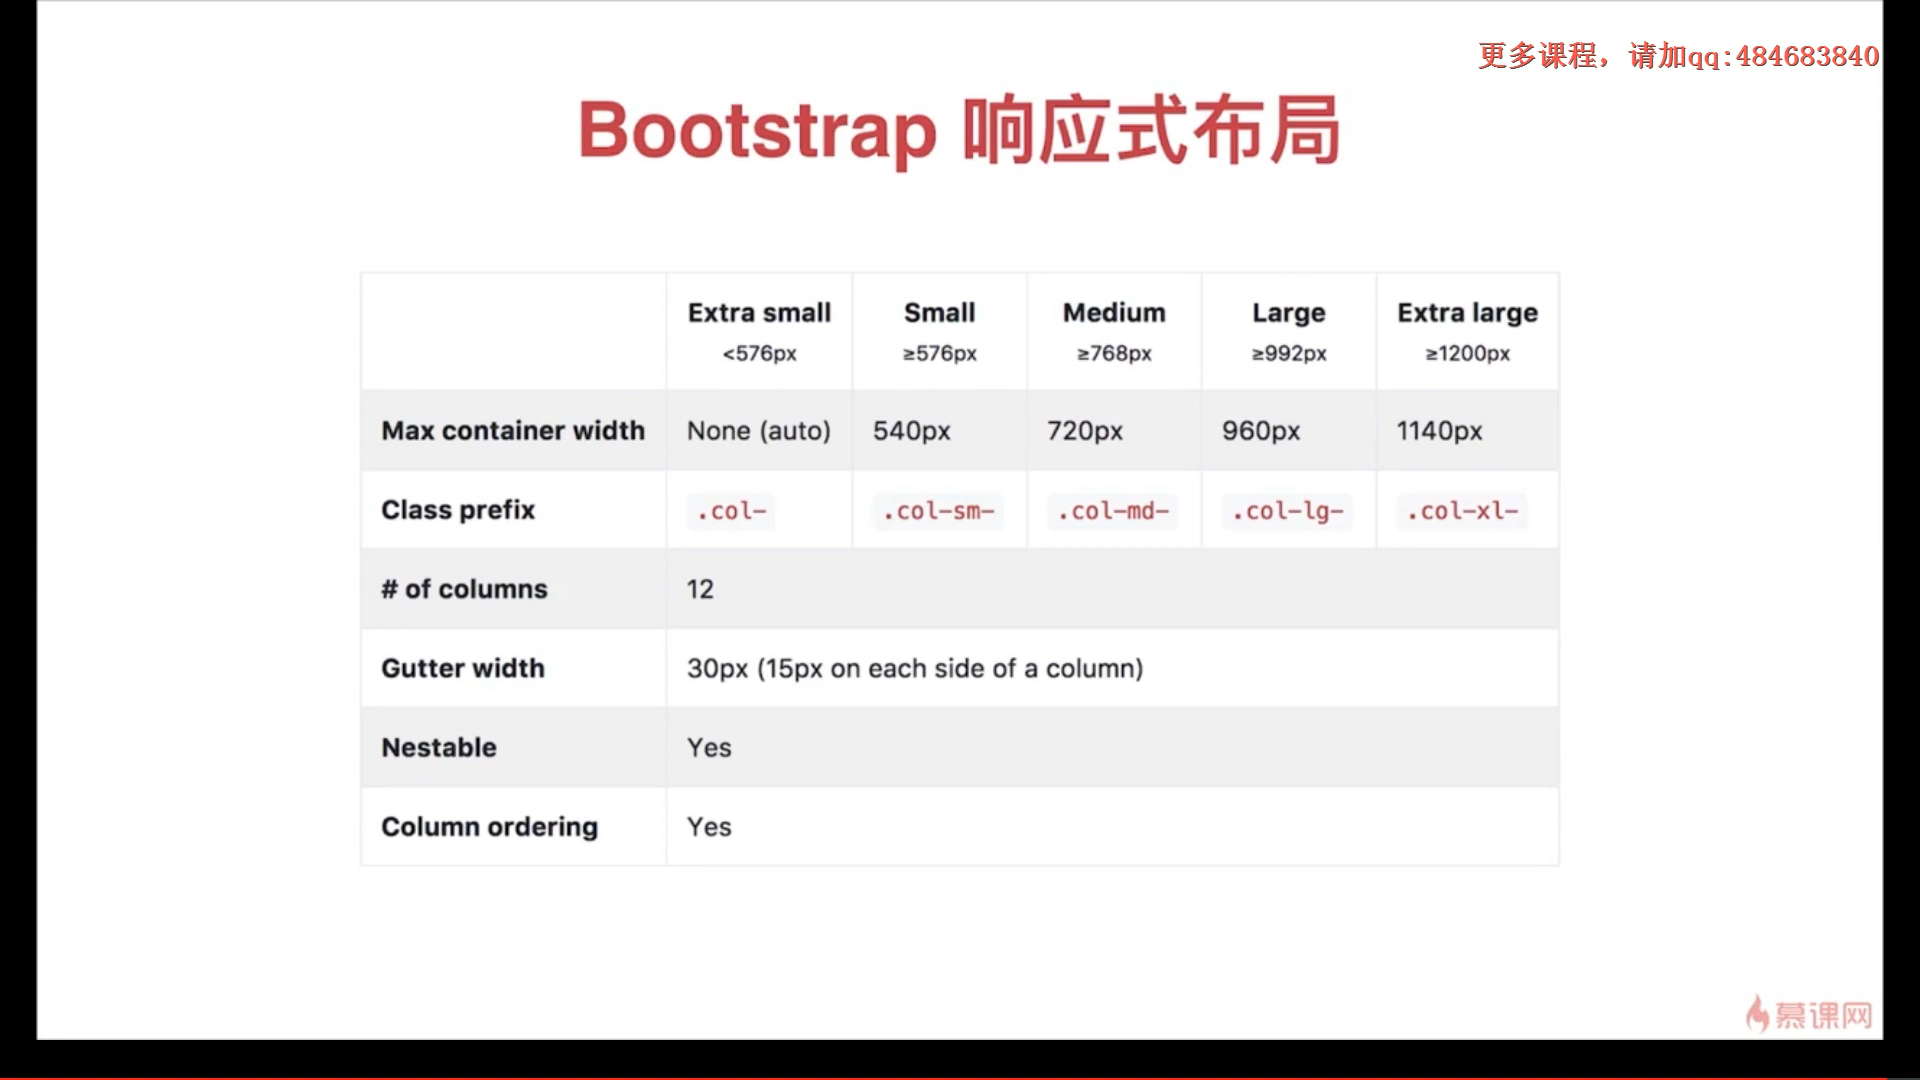 更多课程，请加qq:484683840
Bootstrap 响应式布局
Extra small Small Medium Large Extra large
<576px ≥576px ≥768px ≥992px ≥1200px
Max container width None (auto) 540px 720px 960px 1140px
Class prefix .col- .col-sm- .col-md- .col-lg- .col-xl-
# of columns 12
Gutter width 30px (15px on each side of a column)
Nestable Yes
Column ordering Yes
慕课网